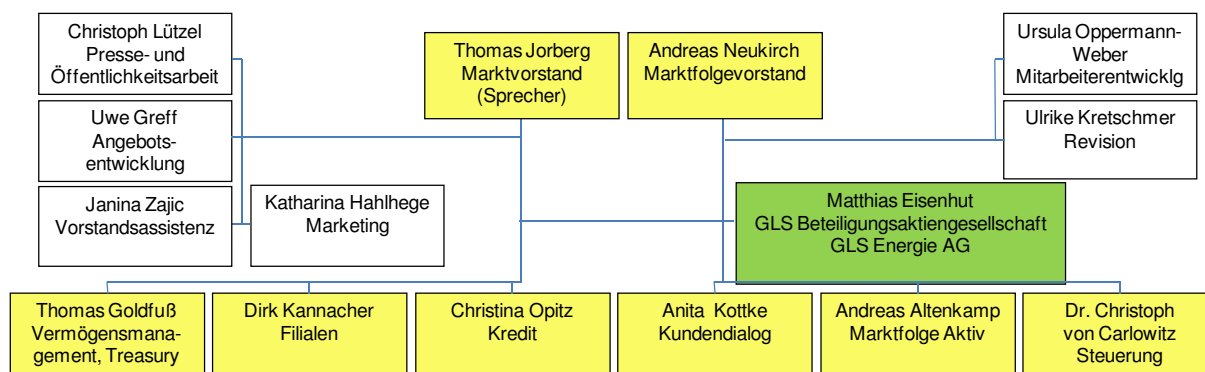 Christoph Lützel
Presse- und
Öffentlichkeitsarbeit
Thomas Jorberg
Marktvorstand
(Sprecher)
Andreas Neukirch
Marktfolgevorstand
Ursula Oppermann-
Weber
Mitarbeiterentwicklg
Uwe Greff
Angebots-
entwicklung
Ulrike Kretschmer
Revision
Janina Zajic
Vorstandsassistenz
Katharina Hahlhege
Marketing
Matthias Eisenhut
GLS Beteiligungsaktiengesellschaft
GLS Energie AG
Thomas Goldfuß
Vermögensmana-
gement, Treasury
Dirk Kannacher
Filialen
Christina Opitz
Kredit
Anita Kottke
Kundendialog
Andreas Altenkamp
Marktfolge Aktiv
Dr. Christoph
von Carlowitz
Steuerung